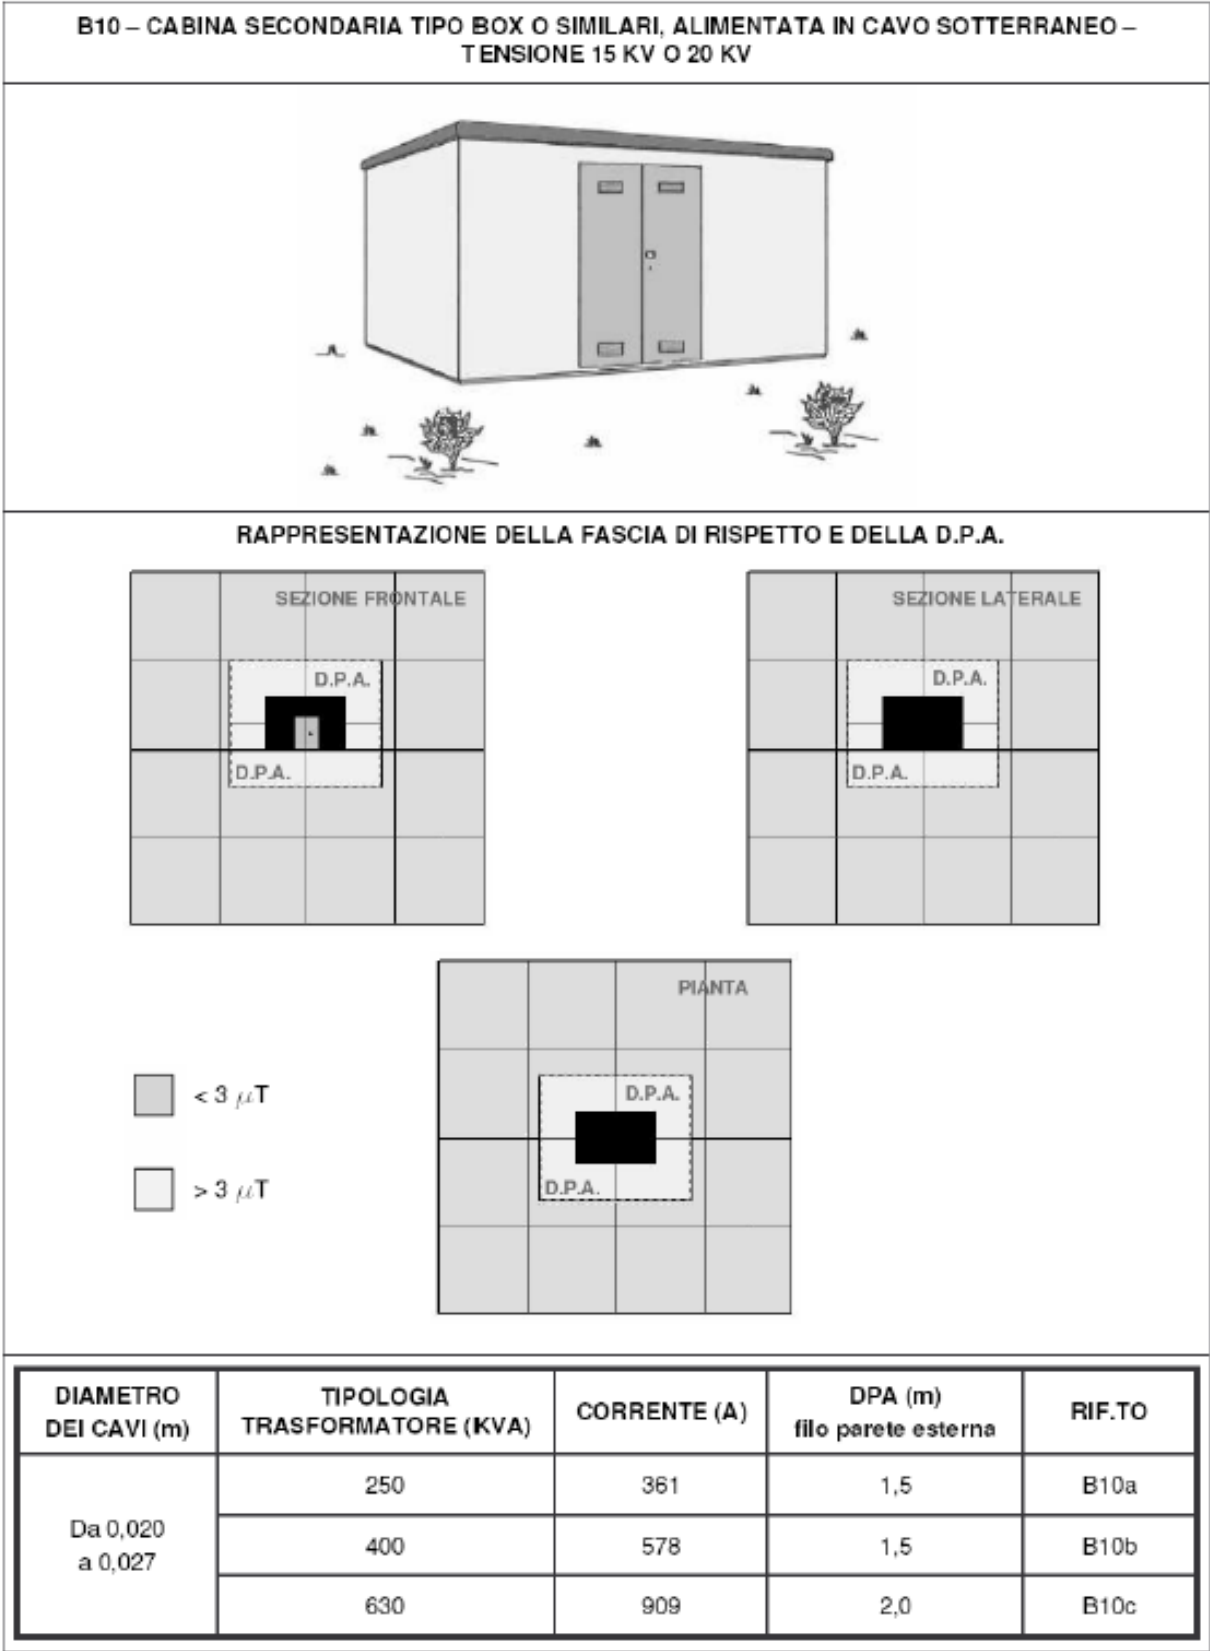 B10 – CABINA SECONDARIA TIPO BOX O SIMILARI, ALIMENTATA IN CAVO SOTTERRANEO –
TENSIONE 15 KV O 20 KV
RAPPRESENTAZIONE DELLA FASCIA DI RISPETTO E DELLA D.P.A.
SEZIONE FRONTALE
D.P.A.
D.P.A.
SEZIONE LATERALE
D.P.A.
D.P.A.
PIANTA
D.P.A.
D.P.A.
< 3 μT
> 3 μT
DIAMETRO
DEI CAVI (m)
TIPOLOGIA
TRASFORMATORE (KVA)
CORRENTE (A)
DPA (m)
filo parete esterna
RIF.TO
Da 0,020
a 0,027
250 361 1,5 B10a
400 578 1,5 B10b
630 909 2,0 B10c